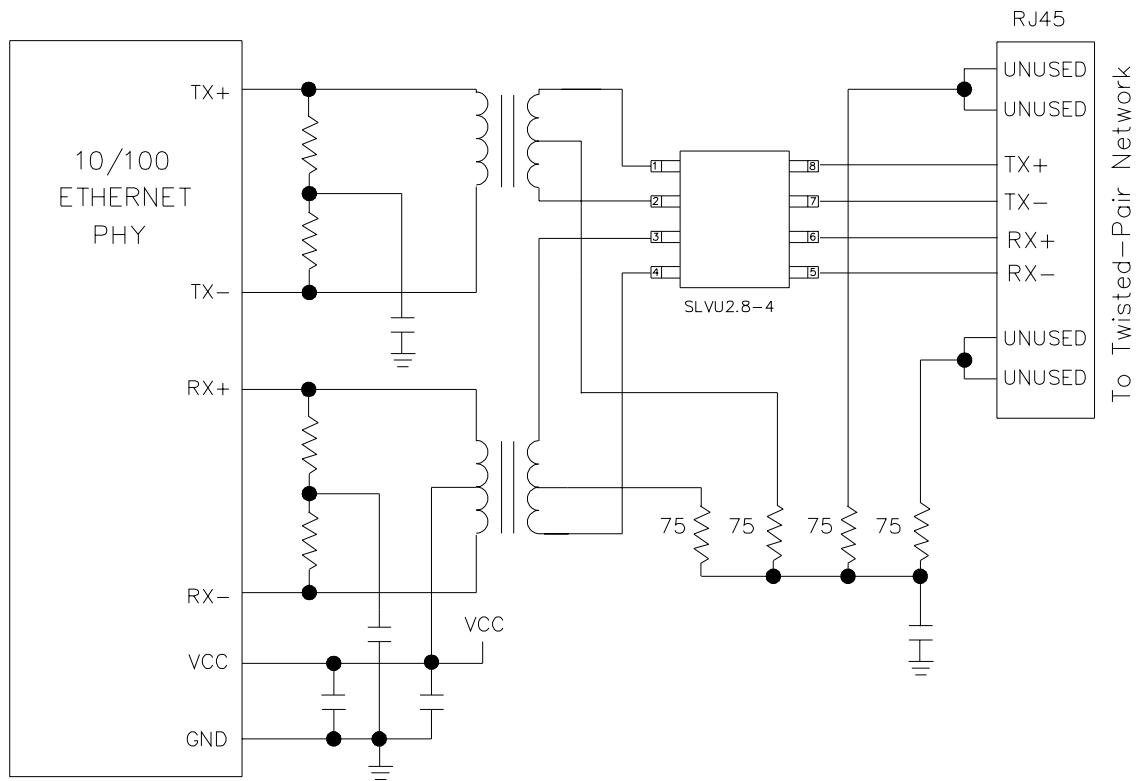 RJ45
10/100
ETHERNET
PHY
TX+
TX-
RX+
RX-
VCC
GND
VCC
1
2
3
4
8
7
6
5
SLVU2.8-4
UNUSED
UNUSED
TX+
TX-
RX+
RX-
UNUSED
UNUSED
To Twisted-Pair Network
75
75
75
75